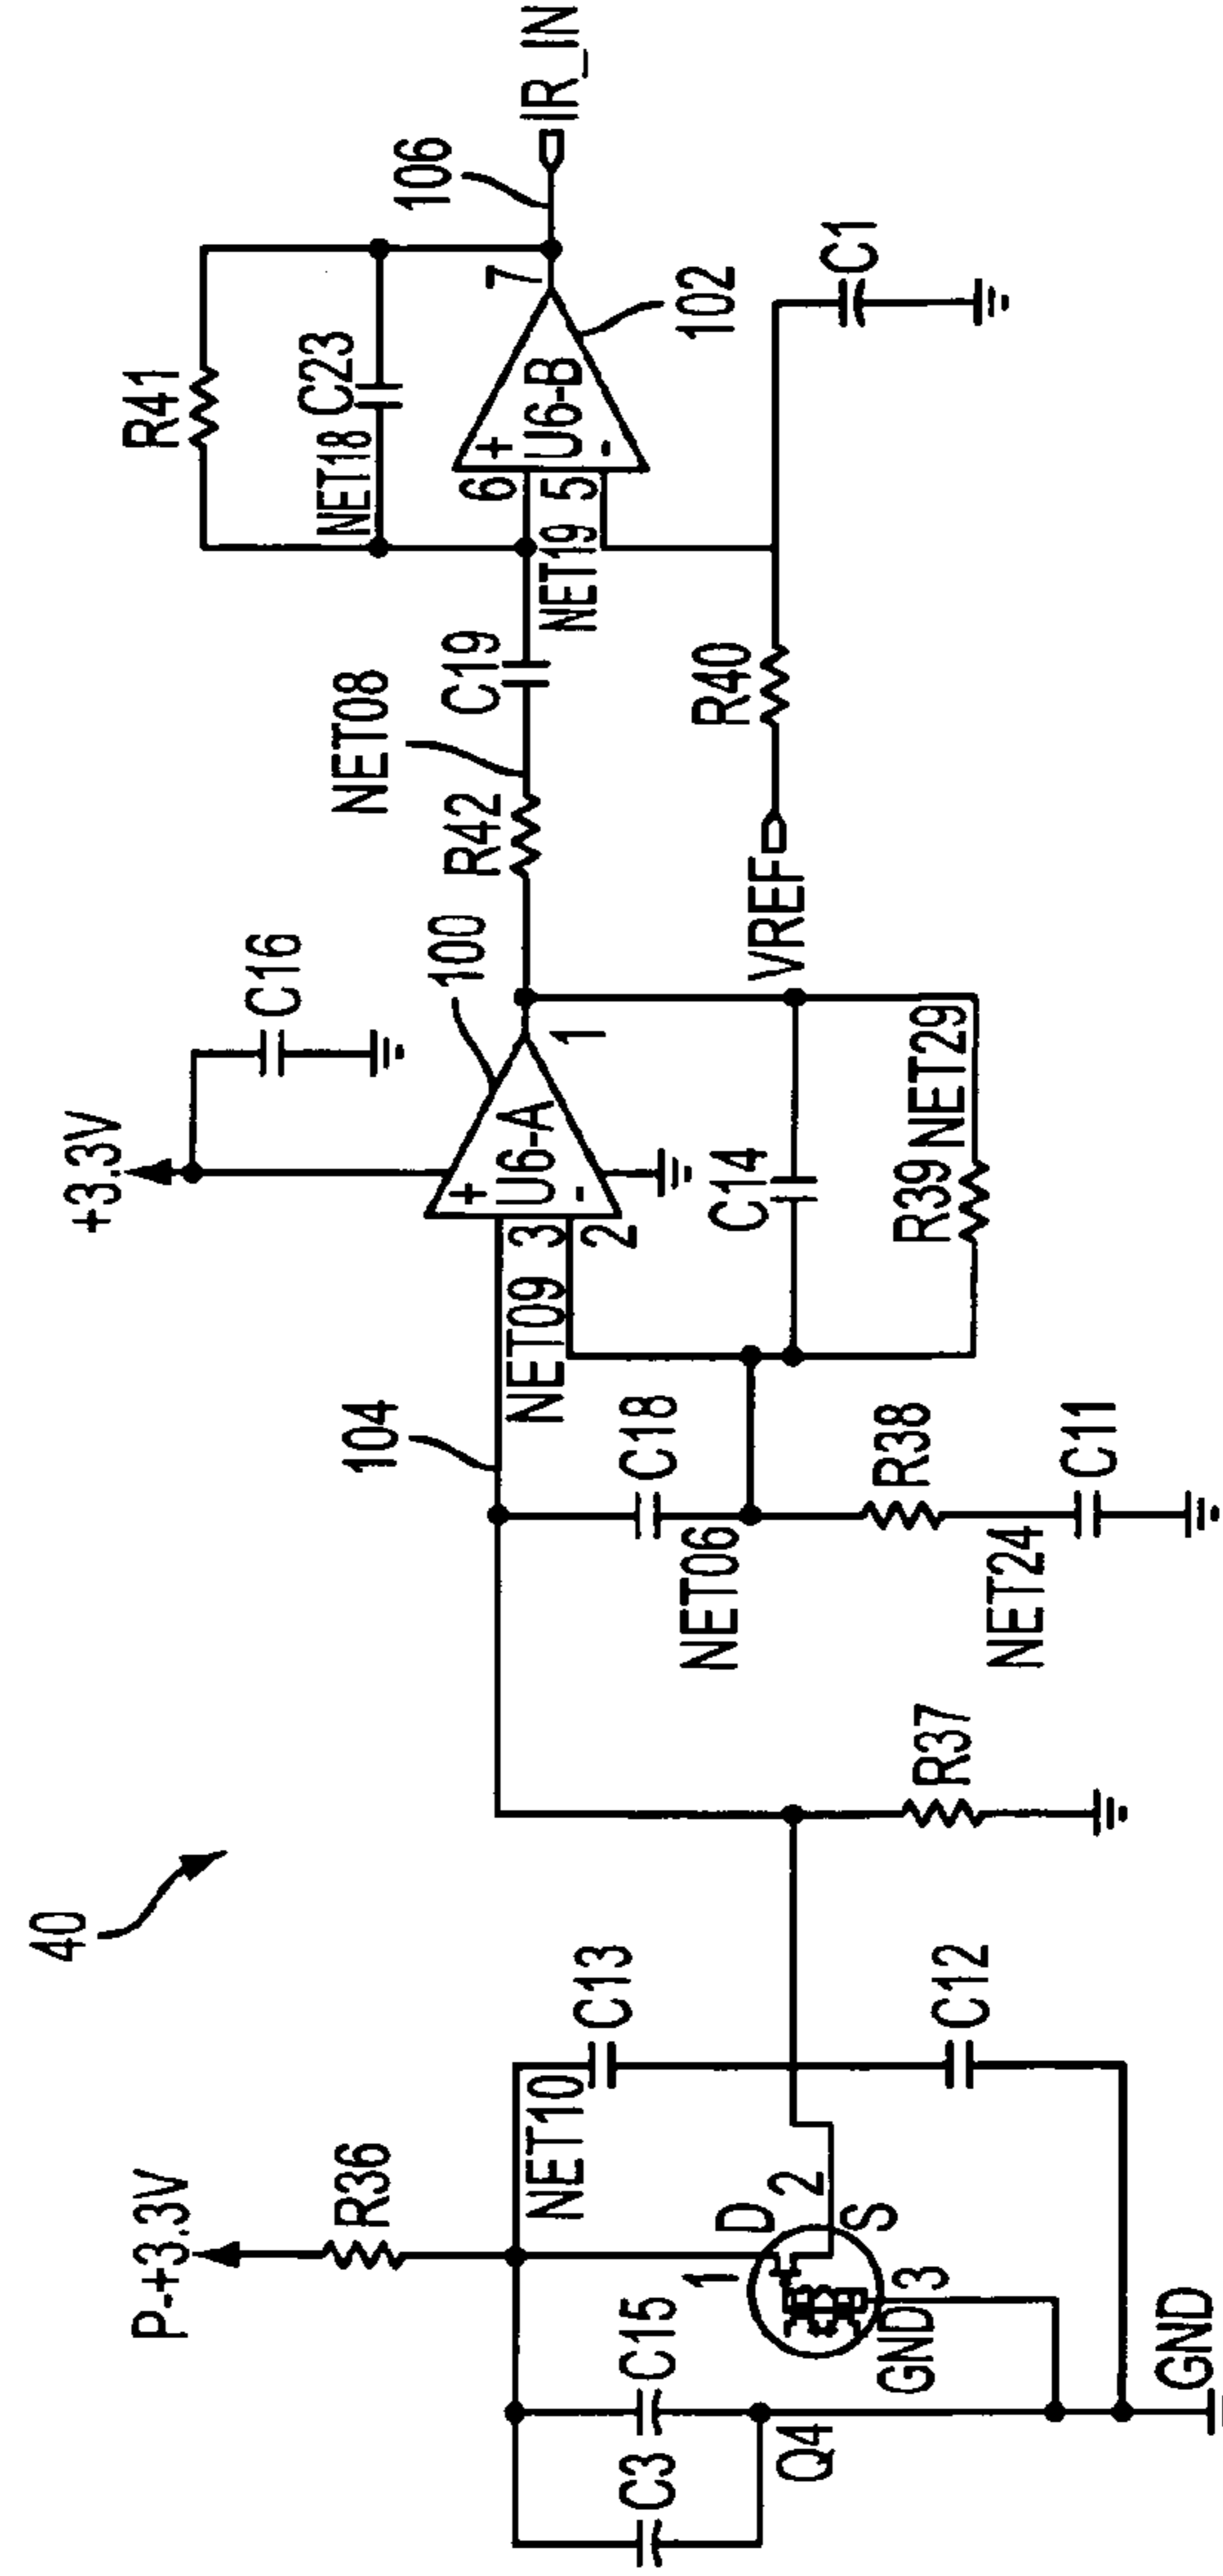 40
P-+3.3V
R36
NET10
C13
C12
C3
C15
Q4
1
D
2
S
GND 3
GND
R37
104
NET09
C18
NET06
R38
NET24
C11
+3.3V
C16
100
+
U6-A
-
3
2
1
C14
R39
NET29
R42
NET08
C19
VREF
R40
R41
C23
NET18
NET19
6
5
+
U6-B
-
7
102
106
IR_IN
C1